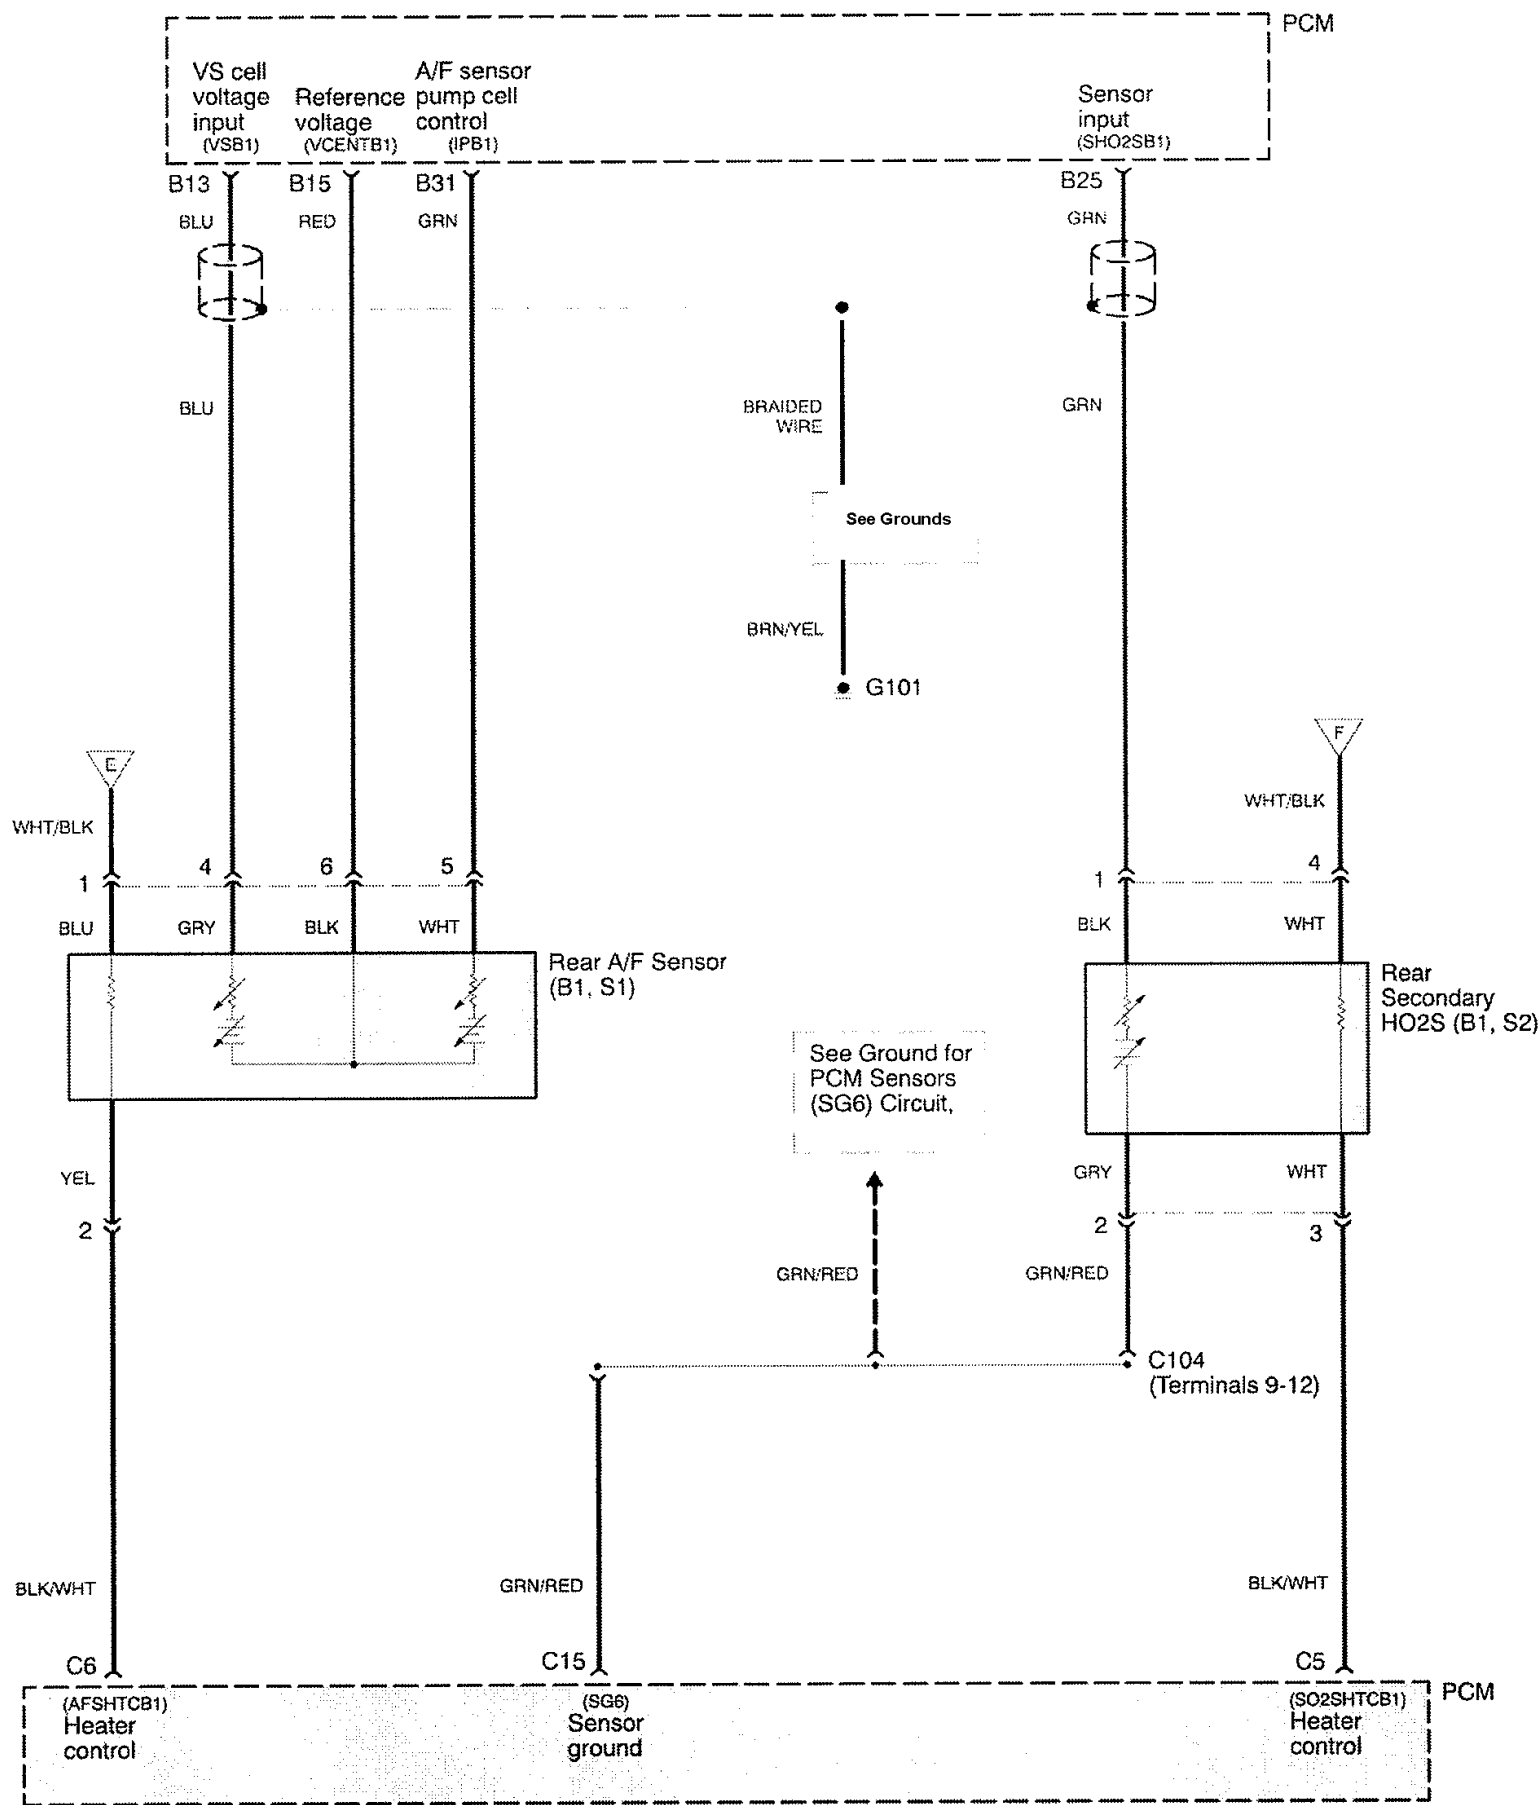 PCM
VS cell
voltage
input
(VSB1)
Reference
voltage
(VCENTB1)
A/F sensor
pump cell
control
(IPB1)
Sensor
input
(SHO2SB1)
B13
B15
B31
B25
BLU
RED
GRN
GRN
BLU
BRAIDED
WIRE
GRN
See Grounds
BRN/YEL
G101
E
F
WHT/BLK
WHT/BLK
1
4
6
5
1
4
BLU
GRY
BLK
WHT
BLK
WHT
Rear A/F Sensor
(B1, S1)
Rear
Secondary
HO2S (B1, S2)
See Ground for
PCM Sensors
(SG6) Circuit,
YEL
GRY
WHT
2
2
3
GRN/RED
GRN/RED
C104
(Terminals 9-12)
BLK/WHT
GRN/RED
BLK/WHT
C6
C15
C5
PCM
(AFSHTCB1)
Heater
control
(SG6)
Sensor
ground
(SO2SHTCB1)
Heater
control